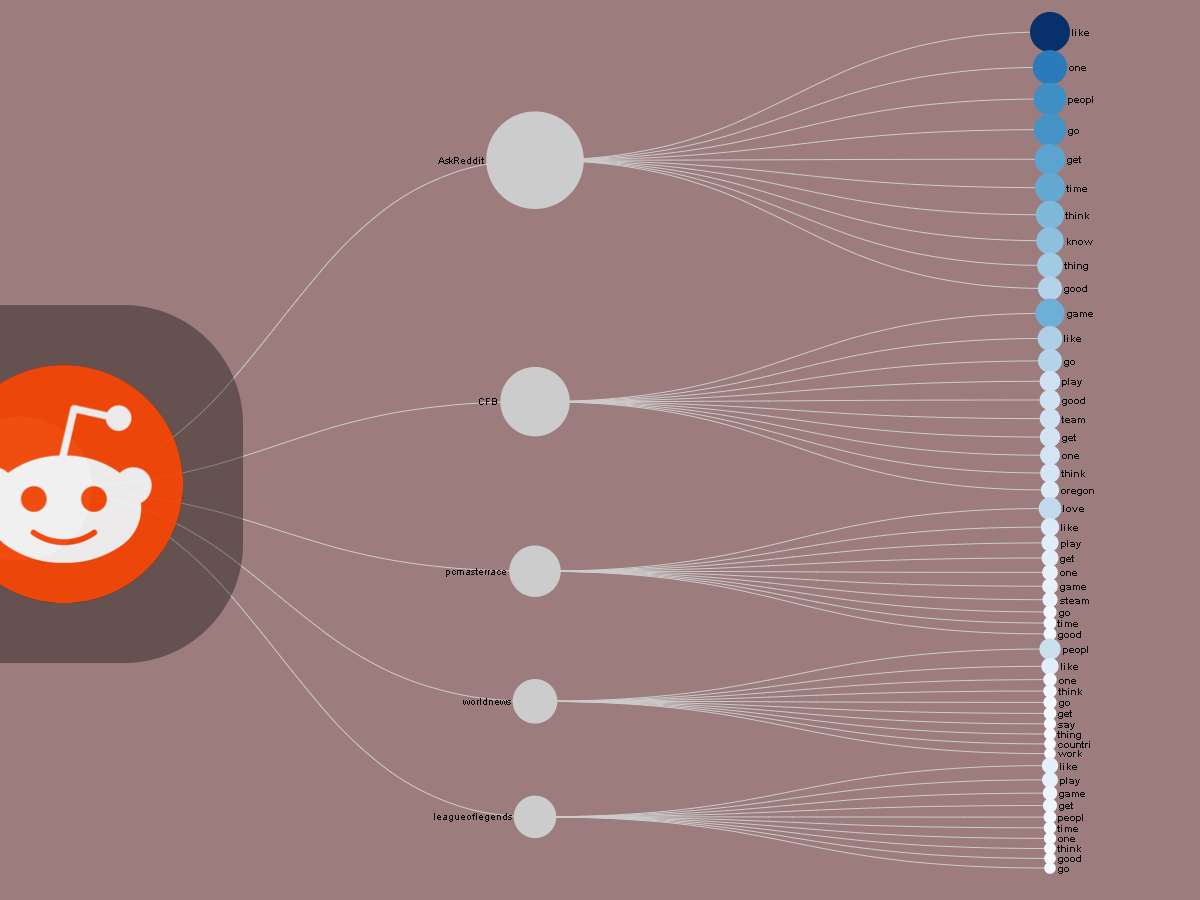 AskReddit
like
one
peopl
go
get
time
think
know
thing
good
CFB
game
like
go
play
good
team
get
one
think
oregon
pcmasterrace
love
like
play
get
one
game
steam
go
time
good
worldnews
peopl
like
one
think
go
get
say
thing
countri
work
leagueoflegends
like
play
game
get
peopl
time
one
think
good
go